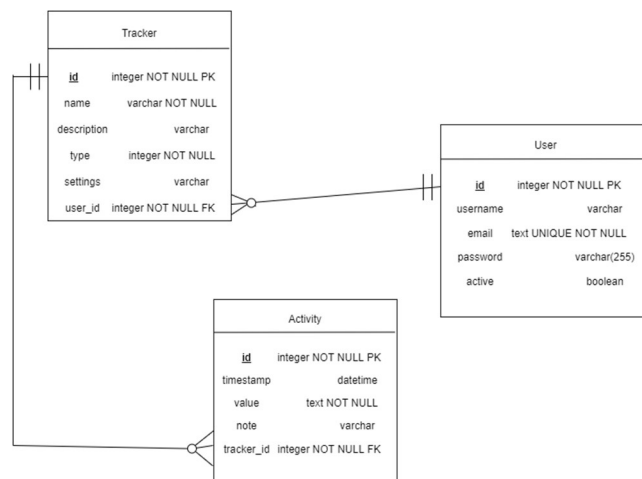 Tracker
id integer NOT NULL PK
name varchar NOT NULL
description varchar
type integer NOT NULL
settings varchar
user_id integer NOT NULL FK
User
id integer NOT NULL PK
username varchar
email text UNIQUE NOT NULL
password varchar(255)
active boolean
Activity
id integer NOT NULL PK
timestamp datetime
value text NOT NULL
note varchar
tracker_id integer NOT NULL FK